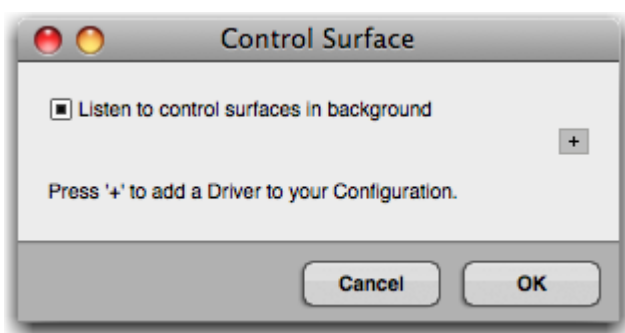 Control Surface
Listen to control surfaces in background
+
Press '+' to add a Driver to your Configuration.
Cancel OK